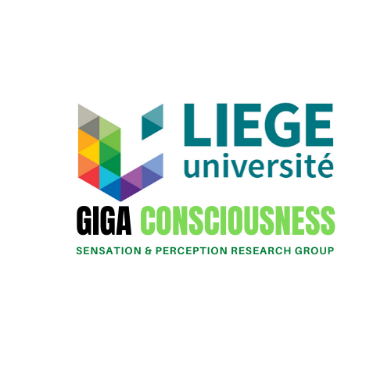 LIEGE
université
GIGA CONSCIOUSNESS
SENSATION & PERCEPTION RESEARCH GROUP